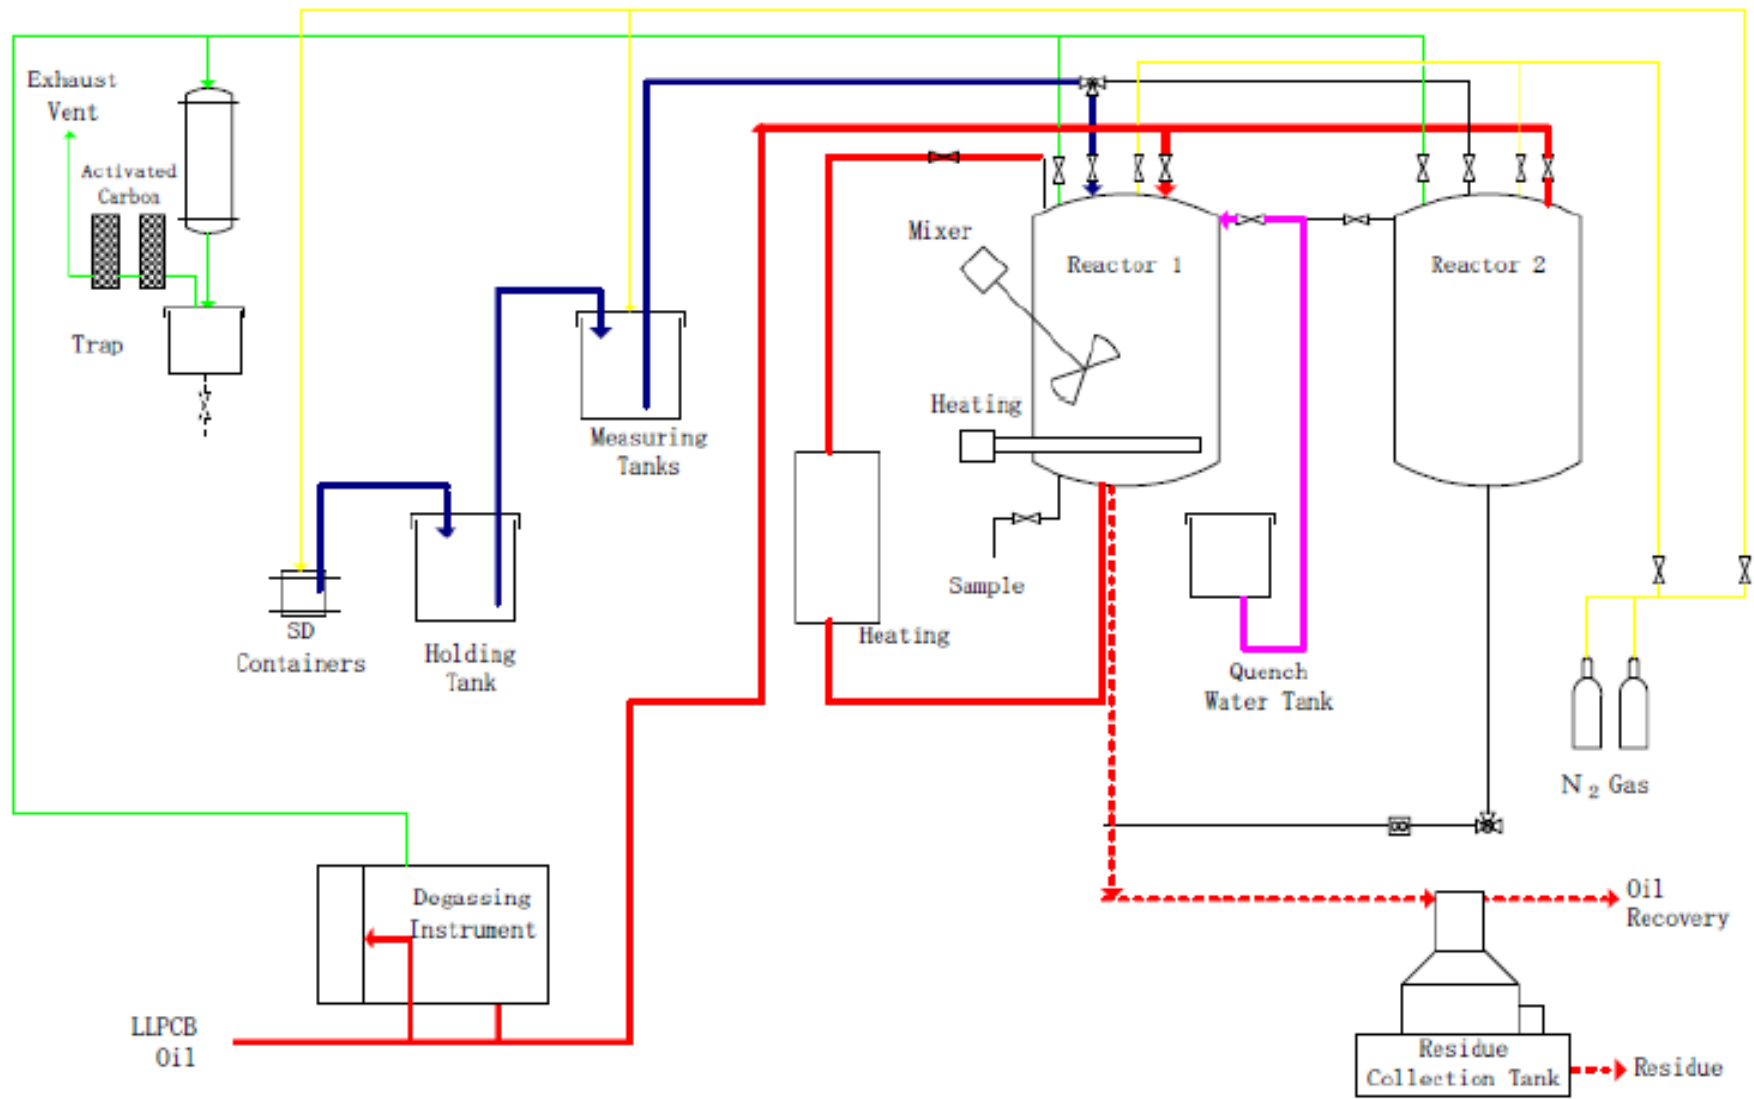 Exhaust
Vent
Activated
Carbon
Trap
Mixer
Reactor 1
Reactor 2
Heating
Measuring
Tanks
Sample
SD
Containers
Holding
Tank
Heating
Quench
Water Tank
N2 Gas
Degassing
Instrument
LLPCB
Oil
Oil
Recovery
Residue
Collection Tank
Residue